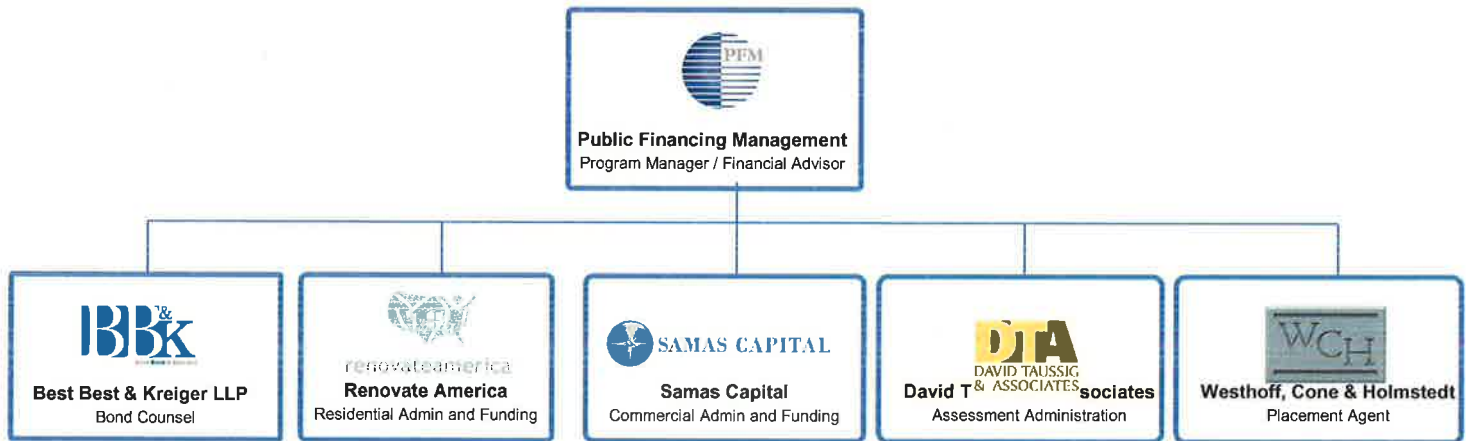 PFM
Public Financing Management
Program Manager / Financial Advisor
BB&K
Best Best & Kreiger LLP
Bond Counsel
renovateamerica
Renovate America
Residential Admin and Funding
SAMAS CAPITAL
Samas Capital
Commercial Admin and Funding
DTA
DAVID TAUSSIG
& ASSOCIATES
David T sociates
Assessment Administration
WCH
Westhoff, Cone & Holmstedt
Placement Agent